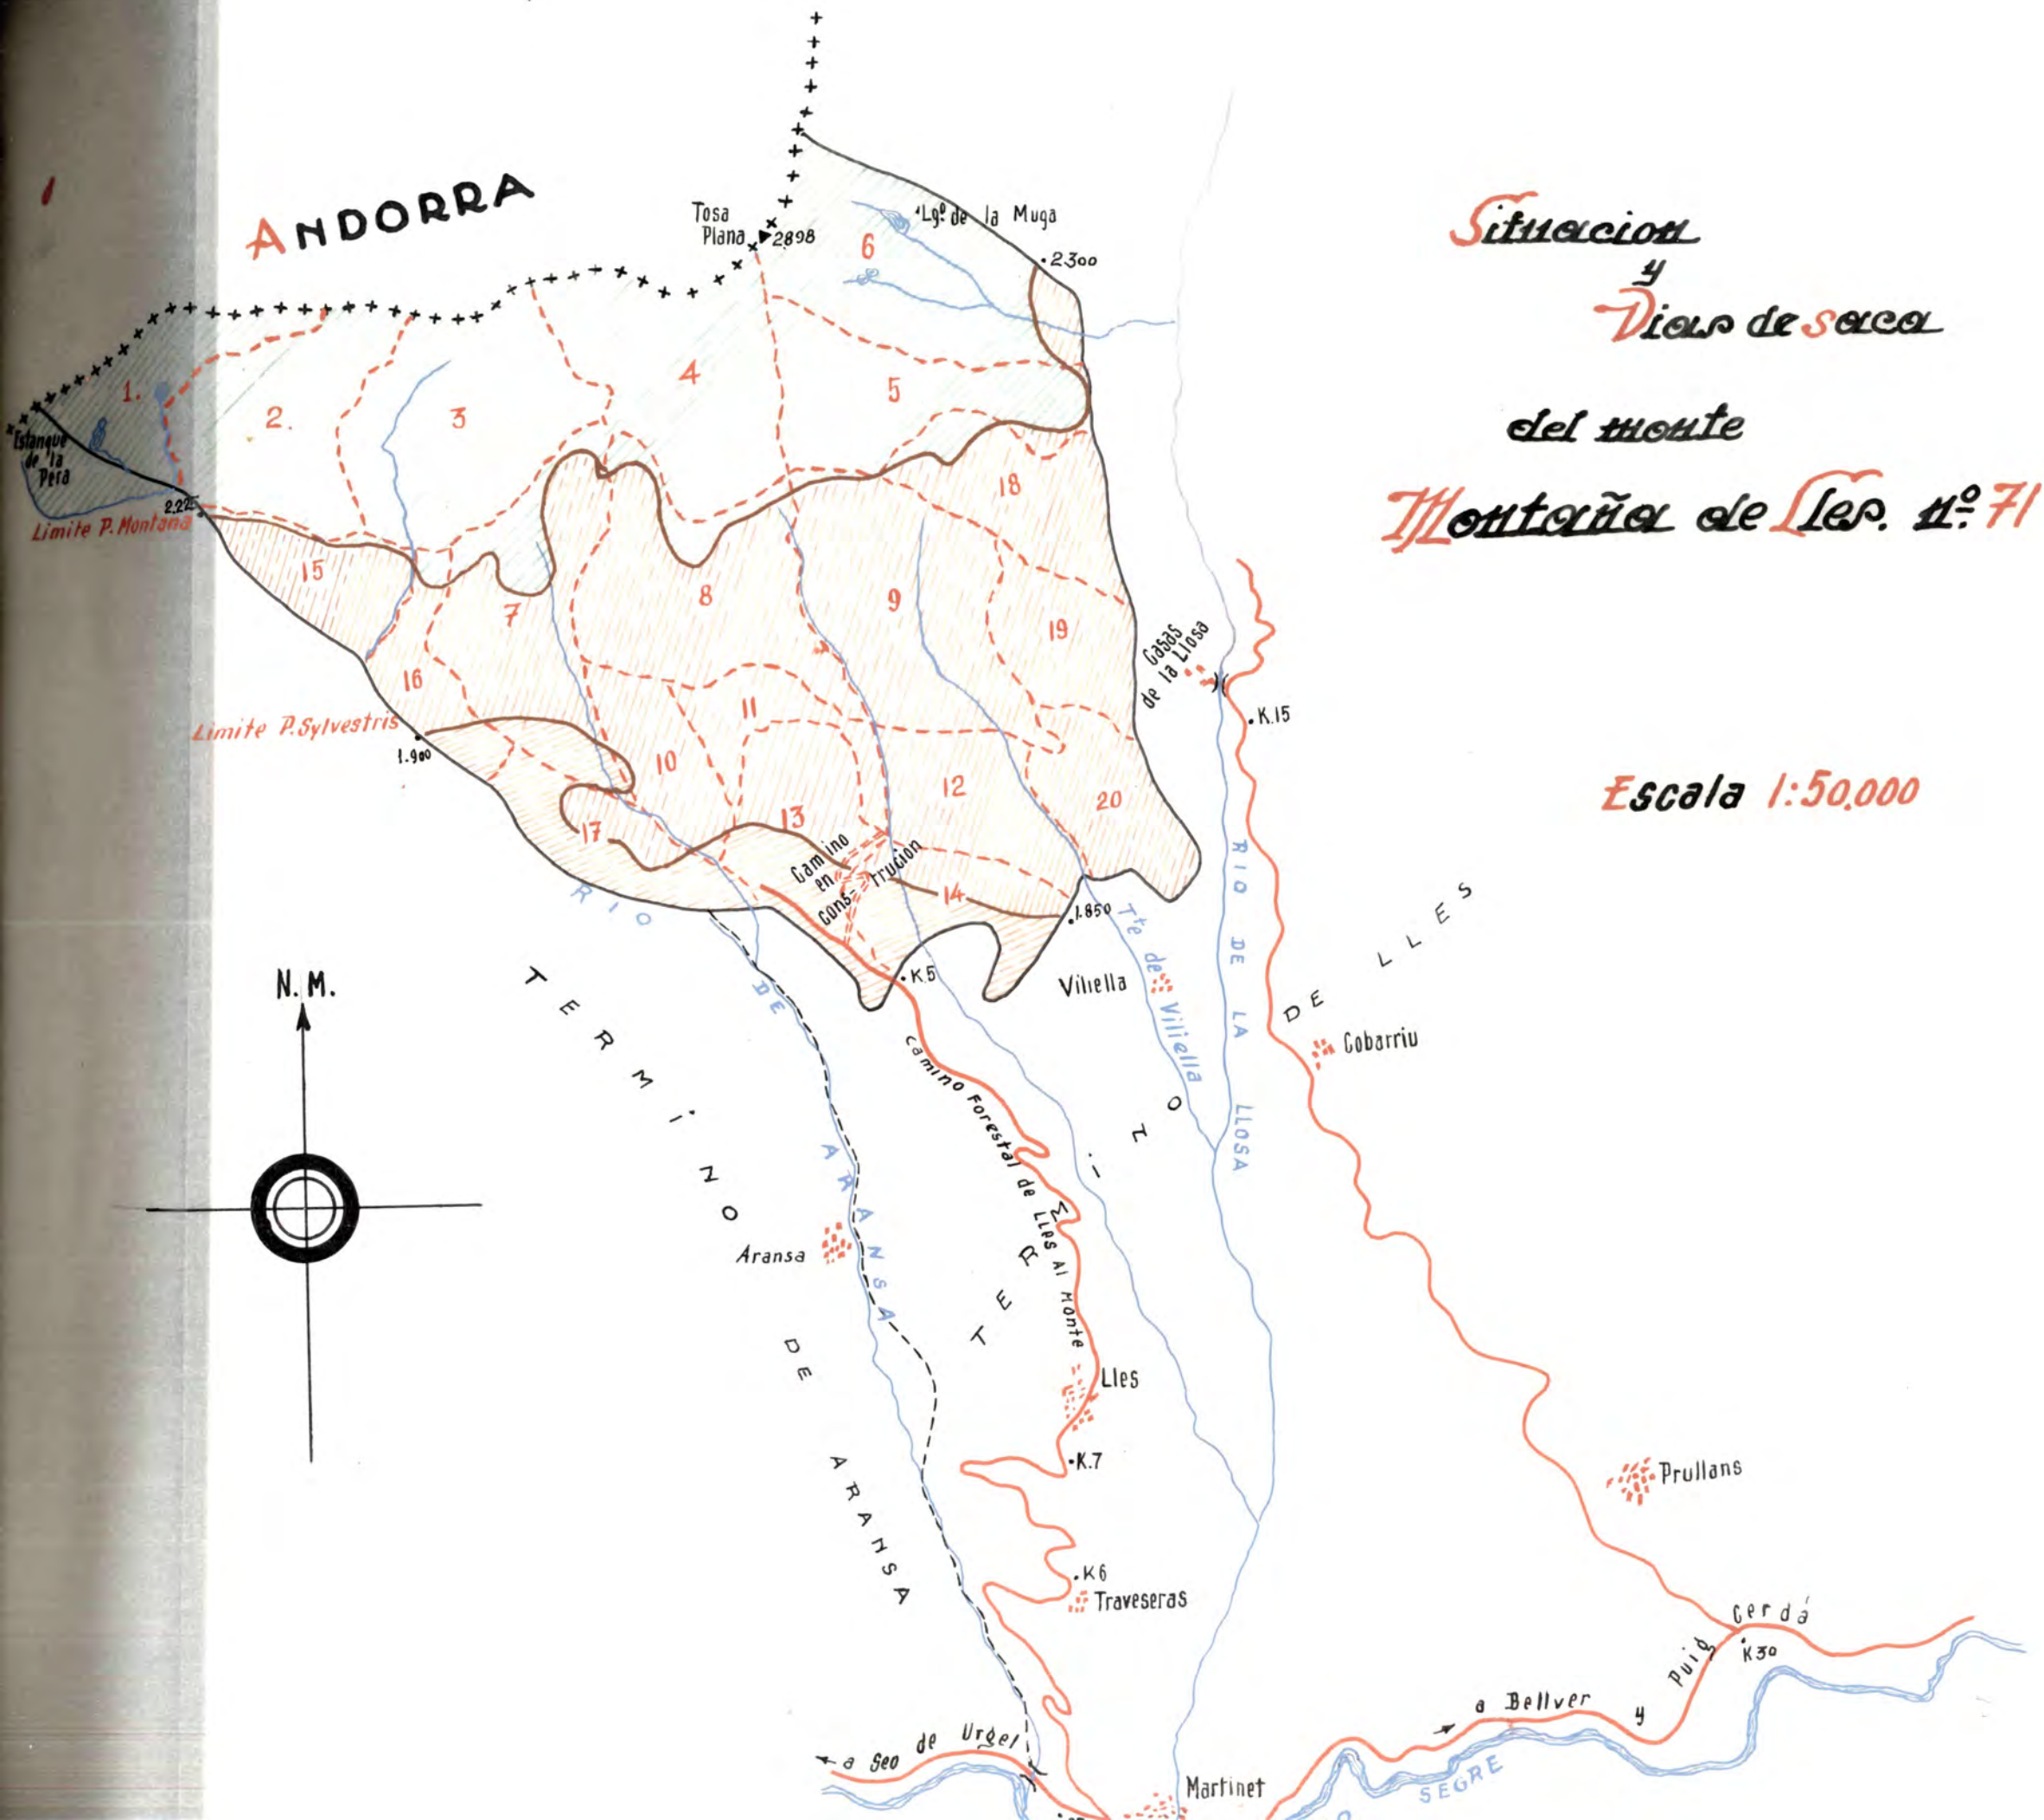 Situacion
y
Vias de saca
del monte
Montaña de Lles. nº 71
Escala 1:50.000
ANDORRA
Tosa
Plana
2898
Lgº de la Muga
2300
6
1.
2.
3
4
5
Estanque
de la
Pera
2.225
Limite P. Montana
15
7
8
9
18
19
16
11
10
12
20
Limite P. Sylvestris
1.900
17
13
14
Camino
en
cons=
trucion
1.850
Casas
de la Llosa
K.15
RIO DE LA LLOSA
Tte de Viliella
Viliella
K.5
N.M.
RIO DE ARANSA
TERMINO DE ARANSA
TERMINO DE LLES
Cobarriu
Camino Forestal de Lles Al Monte
Aransa
Lles
K.7
K6
Traveseras
Prullans
a Bellver y Puig Cerdá
K30
a Seo de Urgel
Martinet
SEGRE